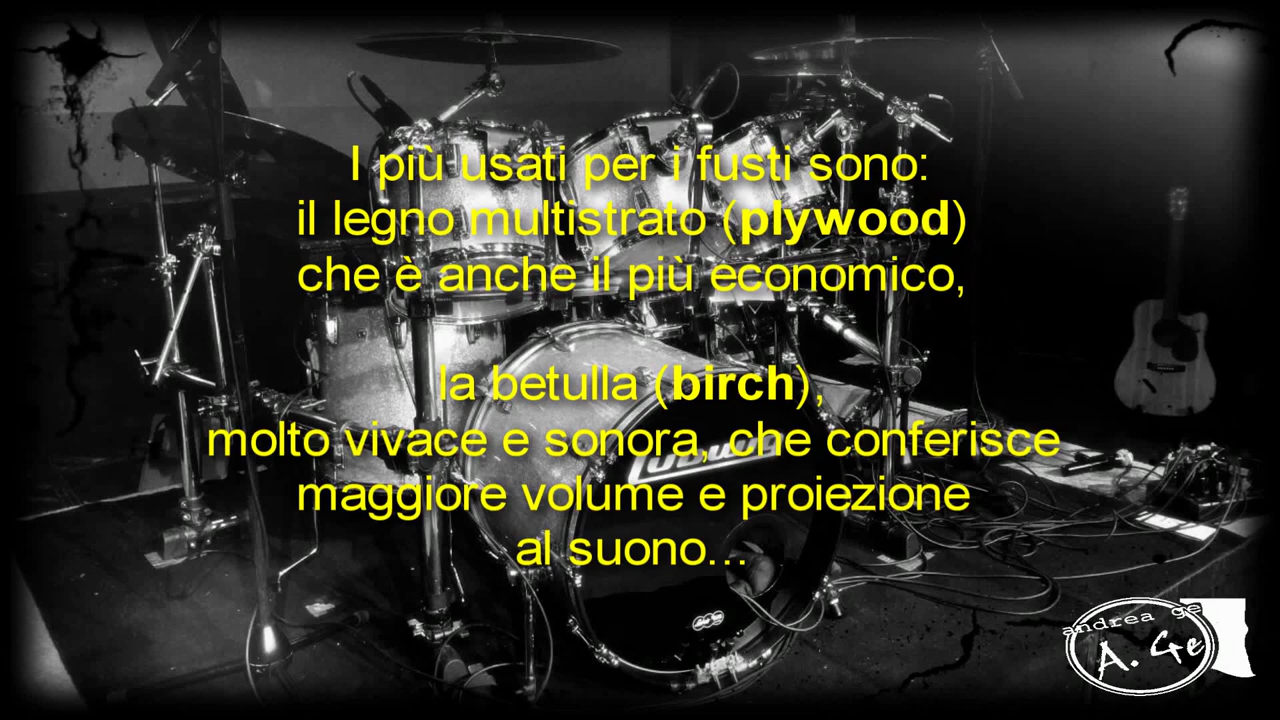 I più usati per i fusti sono:
il legno multistrato (plywood)
che è anche il più economico,
la betulla (birch),
molto vivace e sonora, che conferisce
maggiore volume e proiezione
al suono...
Ludwig
andrea ge
A. Ge